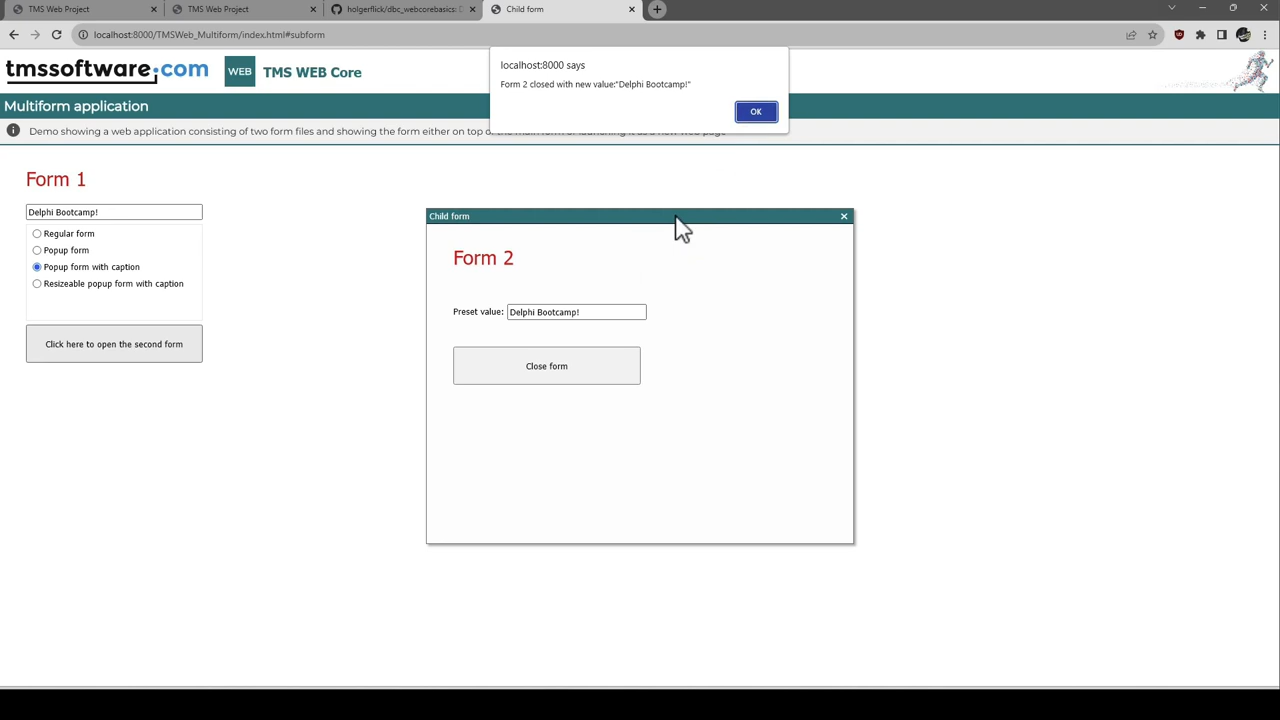 TMS Web Project
TMS Web Project
holgerflick/dbc_webcorebasics: D
Child form
localhost:8000/TMSWeb_Multiform/index.html#subform
tmssoftware.com
WEB
TMS WEB Core
localhost:8000 says
Form 2 closed with new value:"Delphi Bootcamp!"
OK
Multiform application
Demo showing a web application consisting of two form files and showing the form either on top of the main form or launching it as a new web page
Form 1
Delphi Bootcamp!
Regular form
Popup form
Popup form with caption
Resizeable popup form with caption
Click here to open the second form
Child form
Form 2
Preset value: Delphi Bootcamp!
Close form